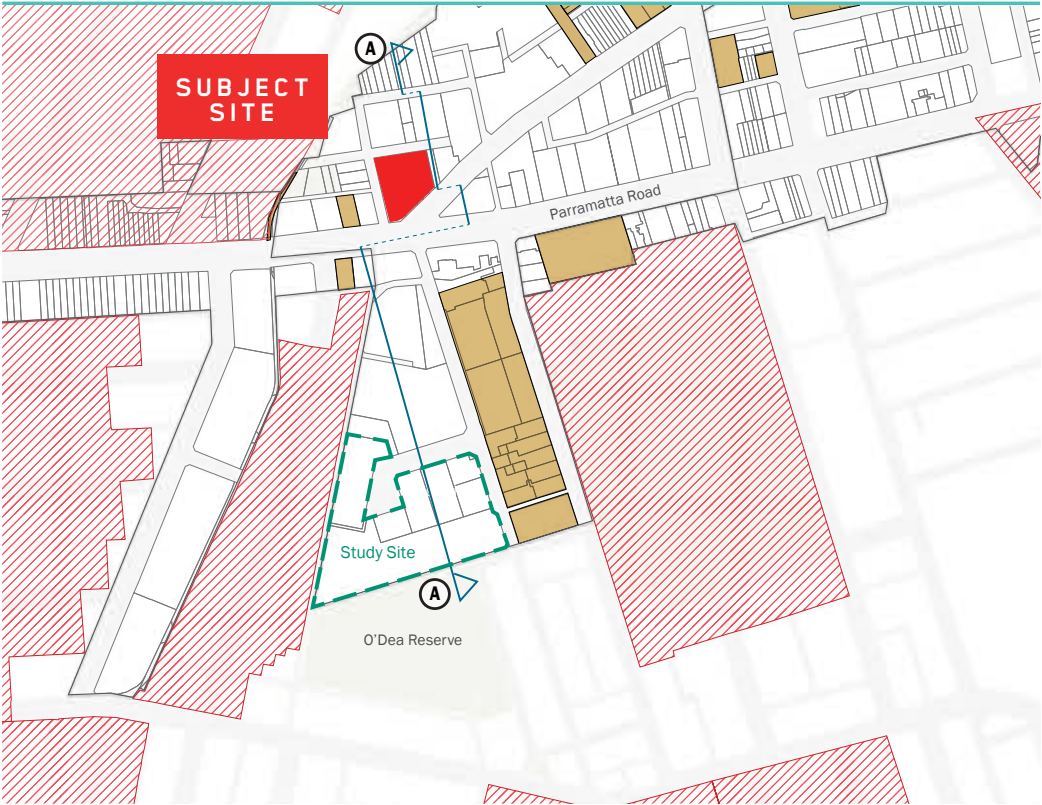 A
SUBJECT
SITE
Parramatta Road
Study Site
A
O'Dea Reserve